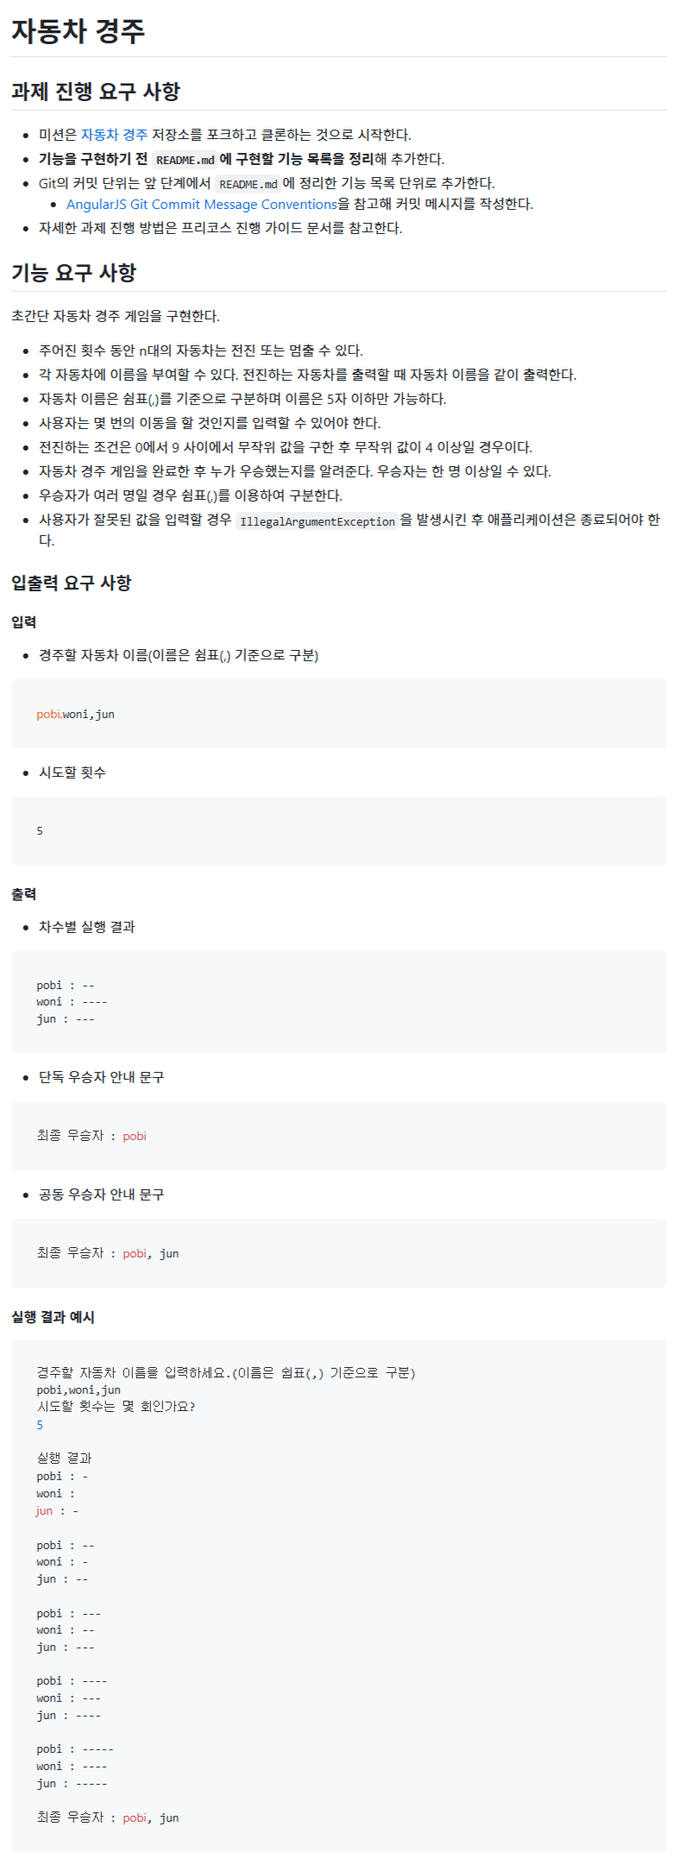 자동차 경주
과제 진행 요구 사항
미션은 자동차 경주 저장소를 포크하고 클론하는 것으로 시작한다.
기능을 구현하기 전 README.md에 구현할 기능 목록을 정리해 추가한다.
Git의 커밋 단위는 앞 단계에서 README.md에 정리한 기능 목록 단위로 추가한다.
AngularJS Git Commit Message Conventions을 참고해 커밋 메시지를 작성한다.
자세한 과제 진행 방법은 프리코스 진행 가이드 문서를 참고한다.
기능 요구 사항
초간단 자동차 경주 게임을 구현한다.
주어진 횟수 동안 n대의 자동차는 전진 또는 멈출 수 있다.
각 자동차에 이름을 부여할 수 있다. 전진하는 자동차를 출력할 때 자동차 이름을 같이 출력한다.
자동차 이름은 쉼표(,)를 기준으로 구분하며 이름은 5자 이하만 가능하다.
사용자는 몇 번의 이동을 할 것인지를 입력할 수 있어야 한다.
전진하는 조건은 0에서 9 사이에서 무작위 값을 구한 후 무작위 값이 4 이상일 경우이다.
자동차 경주 게임을 완료한 후 누가 우승했는지를 알려준다. 우승자는 한 명 이상일 수 있다.
우승자가 여러 명일 경우 쉼표(,)를 이용하여 구분한다.
사용자가 잘못된 값을 입력할 경우 IllegalArgumentException을 발생시킨 후 애플리케이션은 종료되어야 한
다.
입출력 요구 사항
입력
경주할 자동차 이름(이름은 쉼표(,) 기준으로 구분)
pobi,woni,jun
시도할 횟수
5
출력
차수별 실행 결과
pobi : --
woni : ----
jun : ---
단독 우승자 안내 문구
최종 우승자 : pobi
공동 우승자 안내 문구
최종 우승자 : pobi, jun
실행 결과 예시
경주할 자동차 이름을 입력하세요.(이름은 쉼표(,) 기준으로 구분)
pobi,woni,jun
시도할 횟수는 몇 회인가요?
5
실행 결과
pobi : -
woni :
jun : -
pobi : --
woni : -
jun : --
pobi : ---
woni : --
jun : ---
pobi : ----
woni : ---
jun : ----
pobi : -----
woni : ----
jun : -----
최종 우승자 : pobi, jun